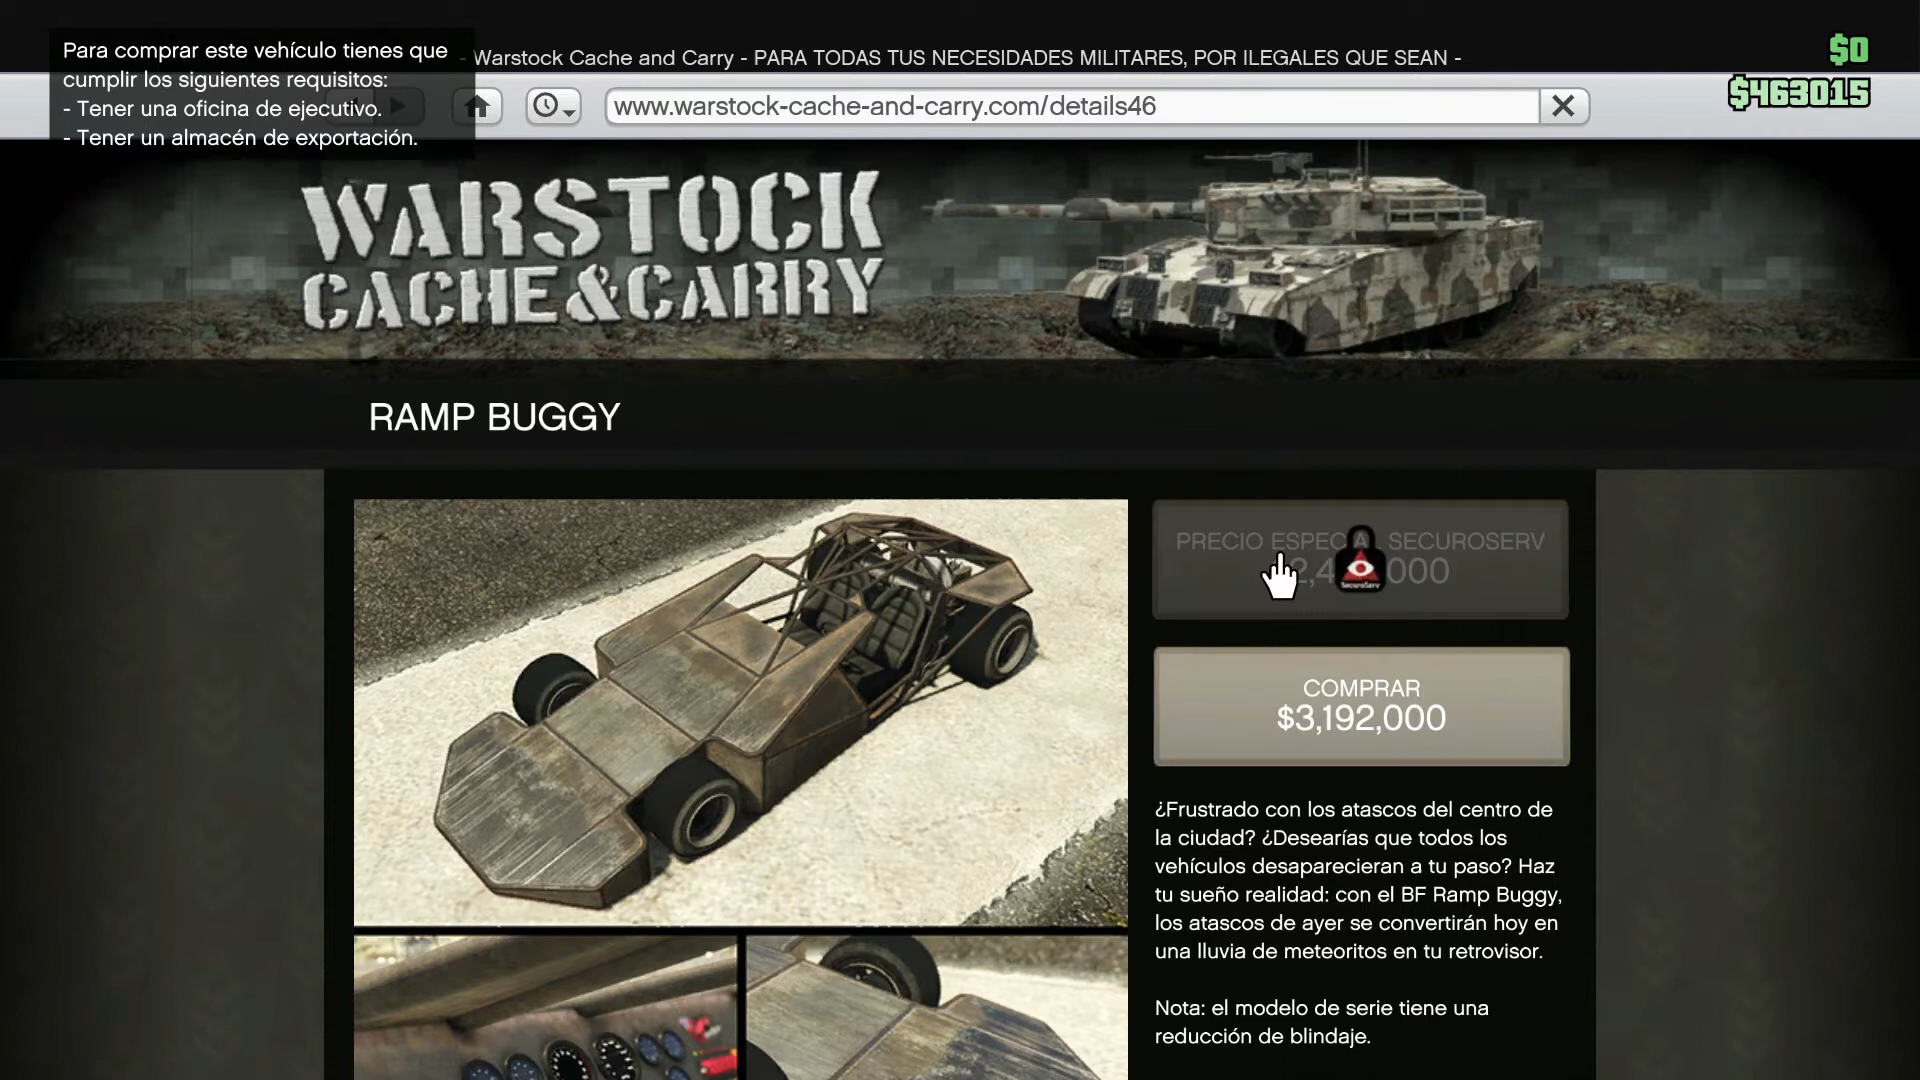 Para comprar este vehículo tienes que
cumplir los siguientes requisitos:
- Tener una oficina de ejecutivo.
- Tener un almacén de exportación.
- Warstock Cache and Carry - PARA TODAS TUS NECESIDADES MILITARES, POR ILEGALES QUE SEAN -
$0
$463015
www.warstock-cache-and-carry.com/details46
WARSTOCK
CACHE & CARRY
RAMP BUGGY
PRECIO SECUROSERV
COMPRAR
$3,192,000
¿Frustrado con los atascos del centro de
la ciudad? ¿Desearías que todos los
vehículos desaparecieran a tu paso? Haz
tu sueño realidad: con el BF Ramp Buggy,
los atascos de ayer se convertirán hoy en
una lluvia de meteoritos en tu retrovisor.
Nota: el modelo de serie tiene una
reducción de blindaje.